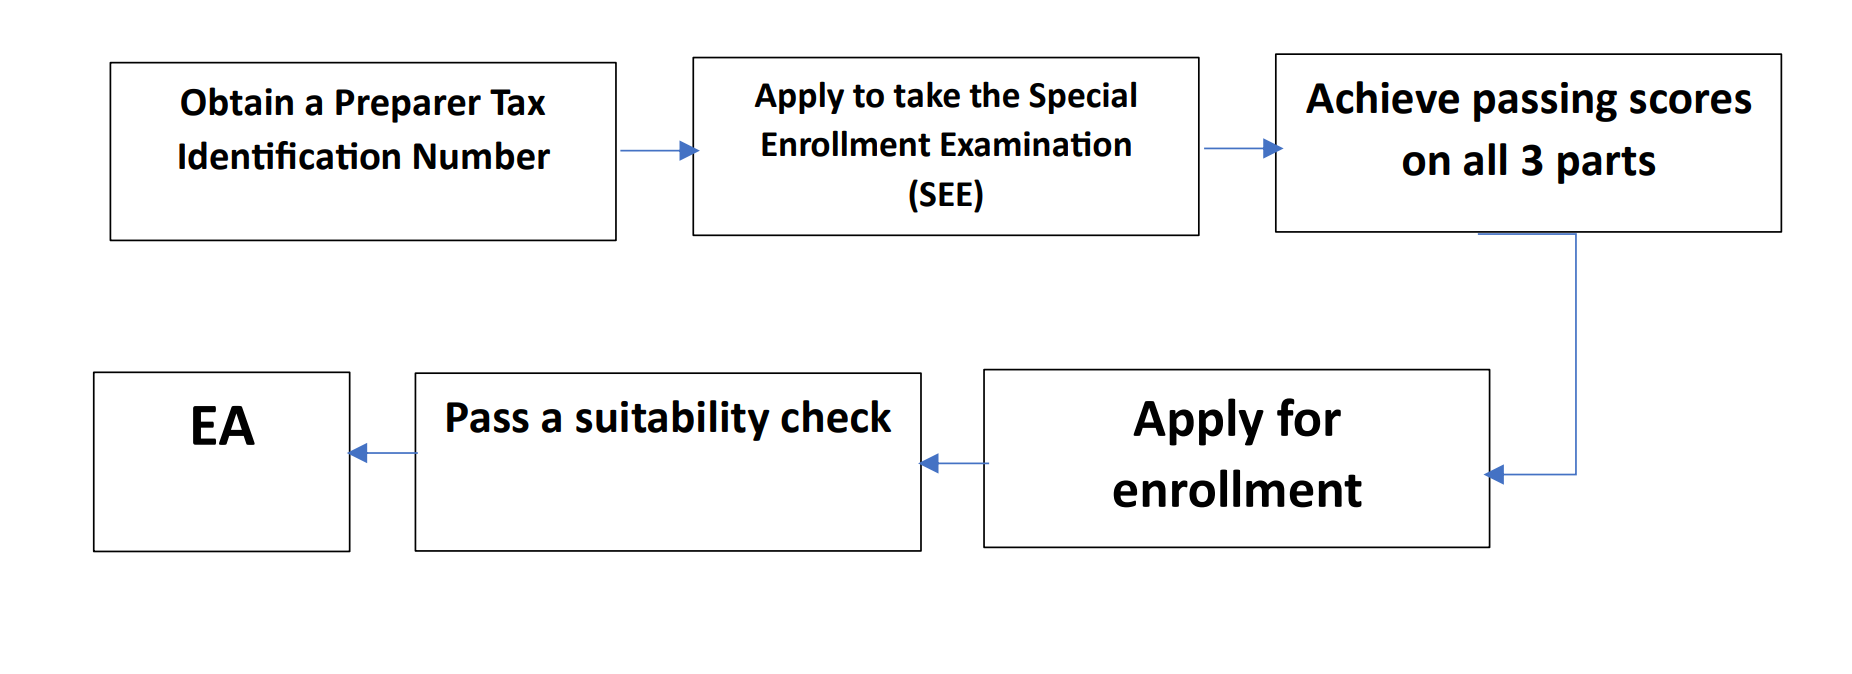 Obtain a Preparer Tax
Identification Number
Apply to take the Special
Enrollment Examination
(SEE)
Achieve passing scores
on all 3 parts
Apply for
enrollment
Pass a suitability check
EA